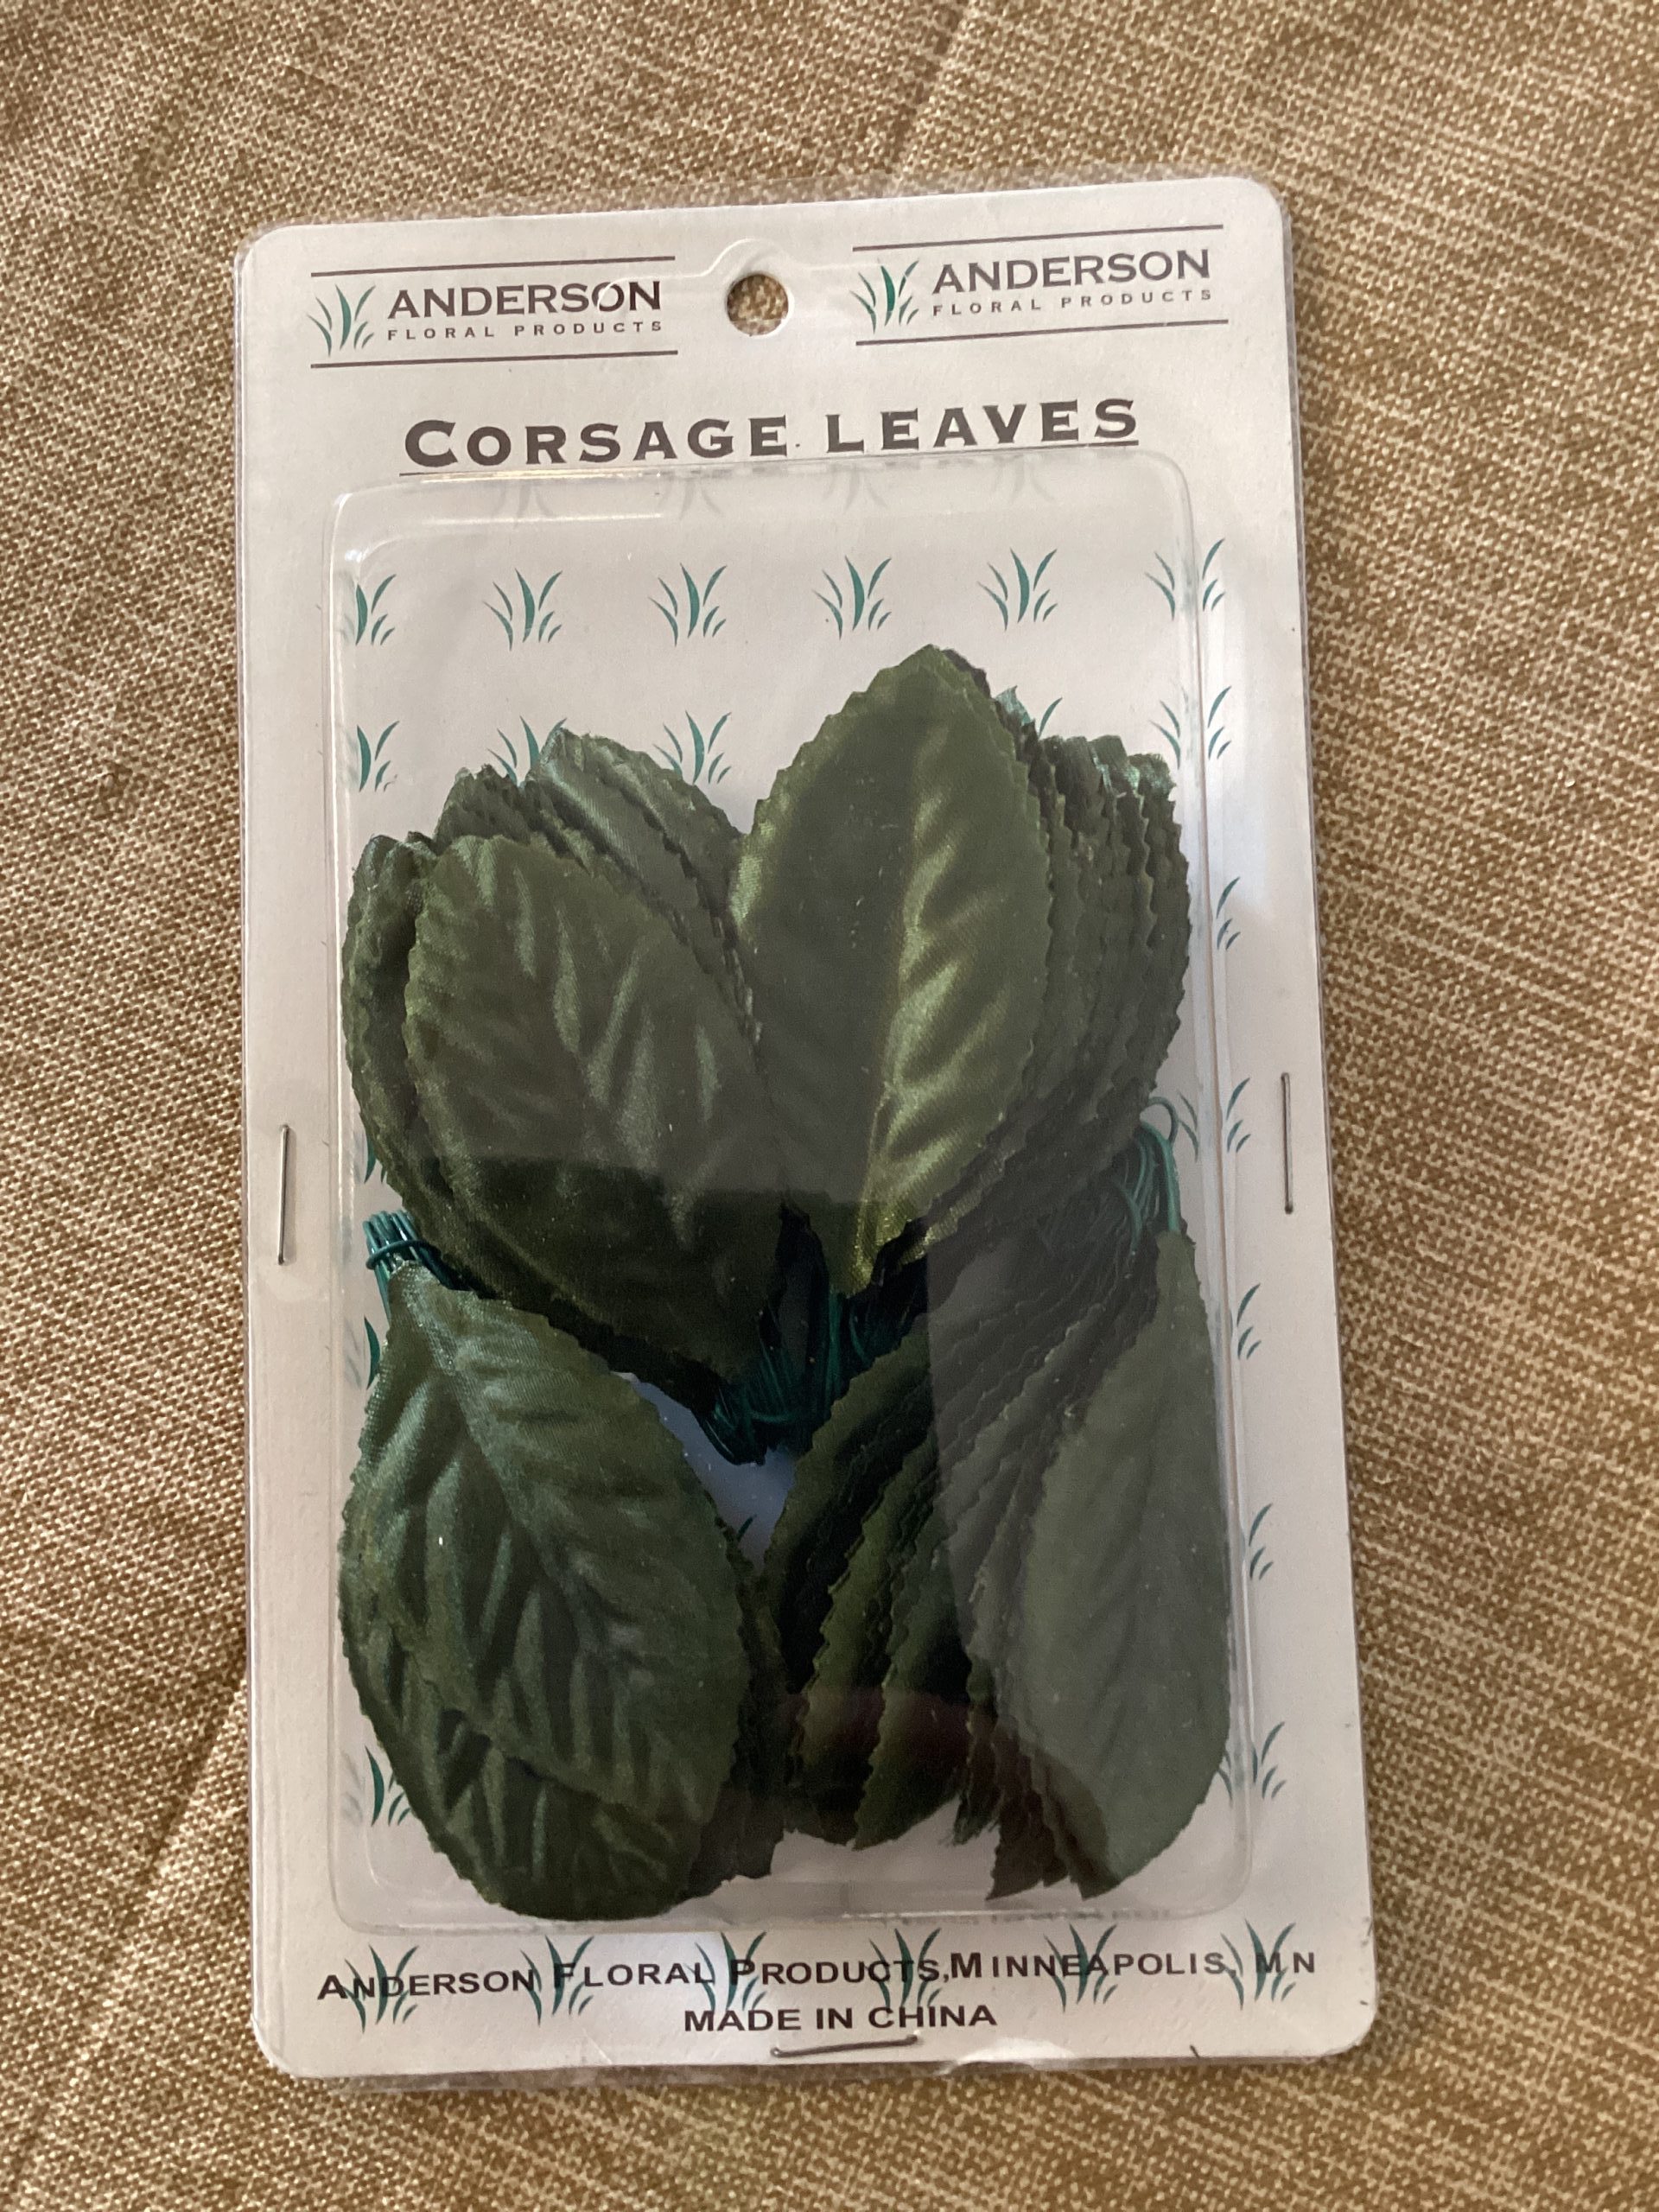 ANDERSON
FLORAL PRODUCTS
ANDERSON
FLORAL PRODUCTS
CORSAGE LEAVES
ANDERSON FLORAL PRODUCTS, MINNEAPOLIS, MN
MADE IN CHINA